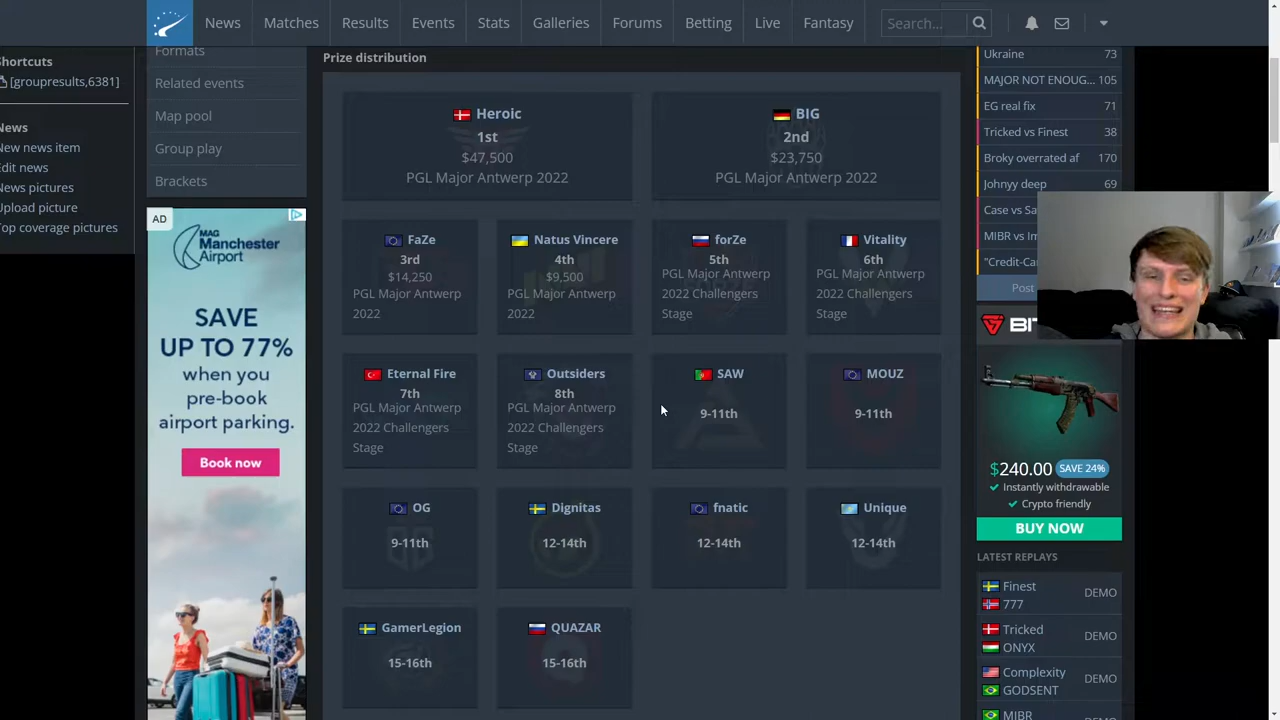 News
Matches
Results
Events
Stats
Galleries
Forums
Betting
Live
Fantasy
Search...
Shortcuts
[groupresults,6381]
News
New news item
Edit news
News pictures
Upload picture
Top coverage pictures
Formats
Related events
Map pool
Group play
Brackets
AD
MAG
Manchester
Airport
SAVE
UP TO 77%
when you
pre-book
airport parking.
Book now
Prize distribution
Heroic
1st
$47,500
PGL Major Antwerp 2022
BIG
2nd
$23,750
PGL Major Antwerp 2022
FaZe
3rd
$14,250
PGL Major Antwerp
2022
Natus Vincere
4th
$9,500
PGL Major Antwerp
2022
forZe
5th
PGL Major Antwerp
2022 Challengers
Stage
Vitality
6th
PGL Major Antwerp
2022 Challengers
Stage
Eternal Fire
7th
PGL Major Antwerp
2022 Challengers
Stage
Outsiders
8th
PGL Major Antwerp
2022 Challengers
Stage
SAW
9-11th
MOUZ
9-11th
OG
9-11th
Dignitas
12-14th
fnatic
12-14th
Unique
12-14th
GamerLegion
15-16th
QUAZAR
15-16th
Ukraine 73
MAJOR NOT ENOUG... 105
EG real fix 71
Tricked vs Finest 38
Broky overrated af 170
Johnyy deep 69
Case vs Sa
MIBR vs Im
"Credit-Ca
Post
BIT
$240.00 SAVE 24%
Instantly withdrawable
Crypto friendly
BUY NOW
LATEST REPLAYS
Finest
777
DEMO
Tricked
ONYX
DEMO
Complexity
GODSENT
DEMO
MIBR